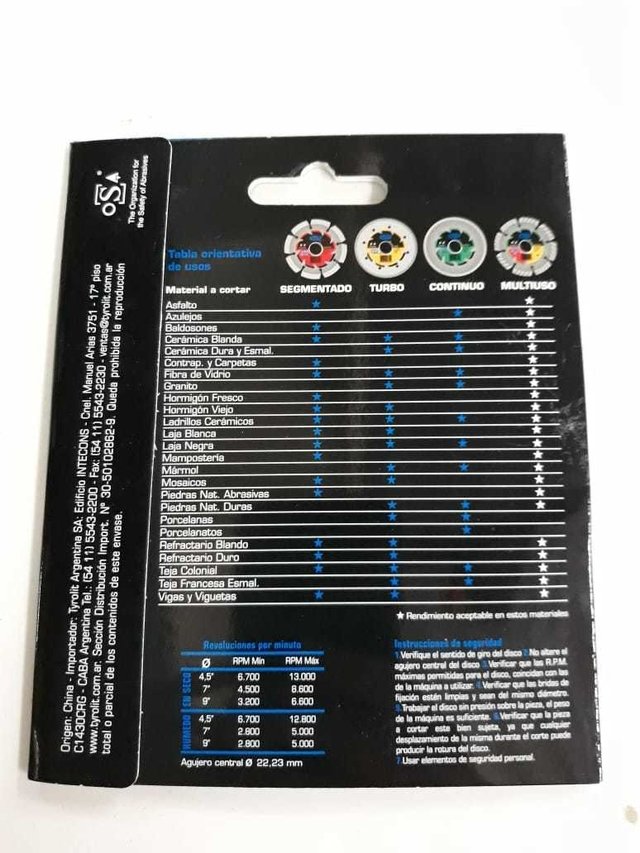 oSa
The Organization for
the Safety of Abrasives
Origen: China - Importador: Tyrolit Argentina SA: Edificio INTECONS - Cnel. Manuel Arias 3751 - 17º piso
C1430CRG - CABA Argentina Tel.: (54 11) 5543-2200 - Fax: (54 11) 5543-2230 - ventas@tyrolit.com.ar
www.tyrolit.com.ar. Sección Distribución Import. Nº 30-50102862-9. Queda prohibida la reproducción
total o parcial de los contenidos de este envase.
Tabla orientativa
de usos
Material a cortar SEGMENTADO TURBO CONTINUO MULTIUSO
Asfalto ★ ★
Azulejos ★ ★
Baldosones ★ ★
Cerámica Blanda ★ ★ ★ ★
Cerámica Dura y Esmal. ★ ★ ★
Contrap. y Carpetas ★ ★
Fibra de Vidrio ★ ★ ★ ★
Granito ★ ★ ★
Hormigón Fresco ★ ★
Hormigón Viejo ★ ★ ★
Ladrillos Cerámicos ★ ★ ★ ★
Laja Blanca ★ ★ ★
Laja Negra ★ ★ ★ ★
Mampostería ★ ★
Mármol ★ ★ ★
Mosaicos ★ ★ ★
Piedras Nat. Abrasivas ★ ★
Piedras Nat. Duras ★ ★ ★
Porcelanas ★ ★
Porcelanatos ★
Refractario Blando ★ ★ ★
Refractario Duro ★ ★ ★
Teja Colonial ★ ★ ★ ★
Teja Francesa Esmal. ★ ★ ★
Vigas y Viguetas ★ ★ ★
★ Rendimiento aceptable en estos materiales
Revoluciones por minuto
Ø RPM Min RPM Máx
EN SECO
4,5" 6.700 13.000
7" 4.500 8.600
9" 3.200 6.600
HÚMEDO
4,5" 6.700 12.800
7" 2.800 5.000
9" 2.800 5.000
Agujero central Ø 22,23 mm
Instrucciones de seguridad
1.Verifique el sentido de giro del disco 2.No altere el
agujero central del disco 3.Verificar que las R.P.M.
máximas permitidas para el disco, coincidan con los
de la máquina a utilizar. 4.Verificar que las bridas de
fijación estén limpias y sean del mismo diámetro.
5.Trabajar el disco sin presión sobre la pieza, el peso
de la máquina es suficiente. 6.Verificar que la pieza
a cortar este bien sujeta, ya que cualquier
desplazamiento de la misma durante el corte puede
producir la rotura del disco.
7.Usar elementos de seguridad personal.